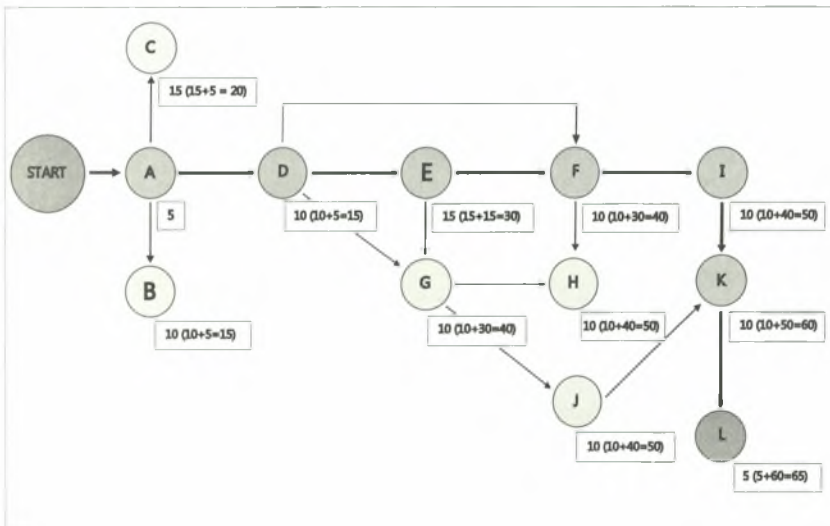 C
15 (15+5 = 20)
START
A
D
E
F
I
5
10 (10+5=15)
15 (15+15=30)
10 (10+30=40)
10 (10+40=50)
B
G
H
K
10 (10+5=15)
10 (10+30=40)
10 (10+40=50)
10 (10+50=60)
J
L
10 (10+40=50)
5 (5+60=65)